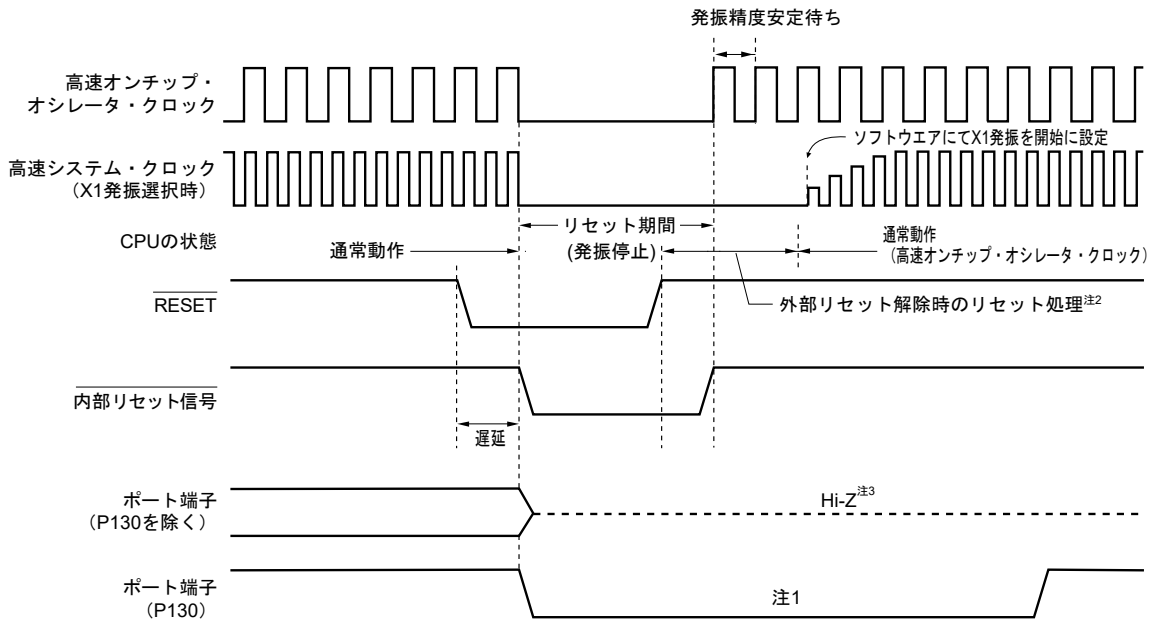 発振精度安定待ち
高速オンチップ・
オシレータ・クロック
ソフトウエアにてX1発振を開始に設定
高速システム・クロック
（X1発振選択時）
CPUの状態
通常動作
リセット期間
(発振停止)
通常動作
（高速オンチップ・オシレータ・クロック）
RESET
外部リセット解除時のリセット処理注2
内部リセット信号
遅延
ポート端子
（P130を除く）
Hi-Z注3
ポート端子
（P130）
注1